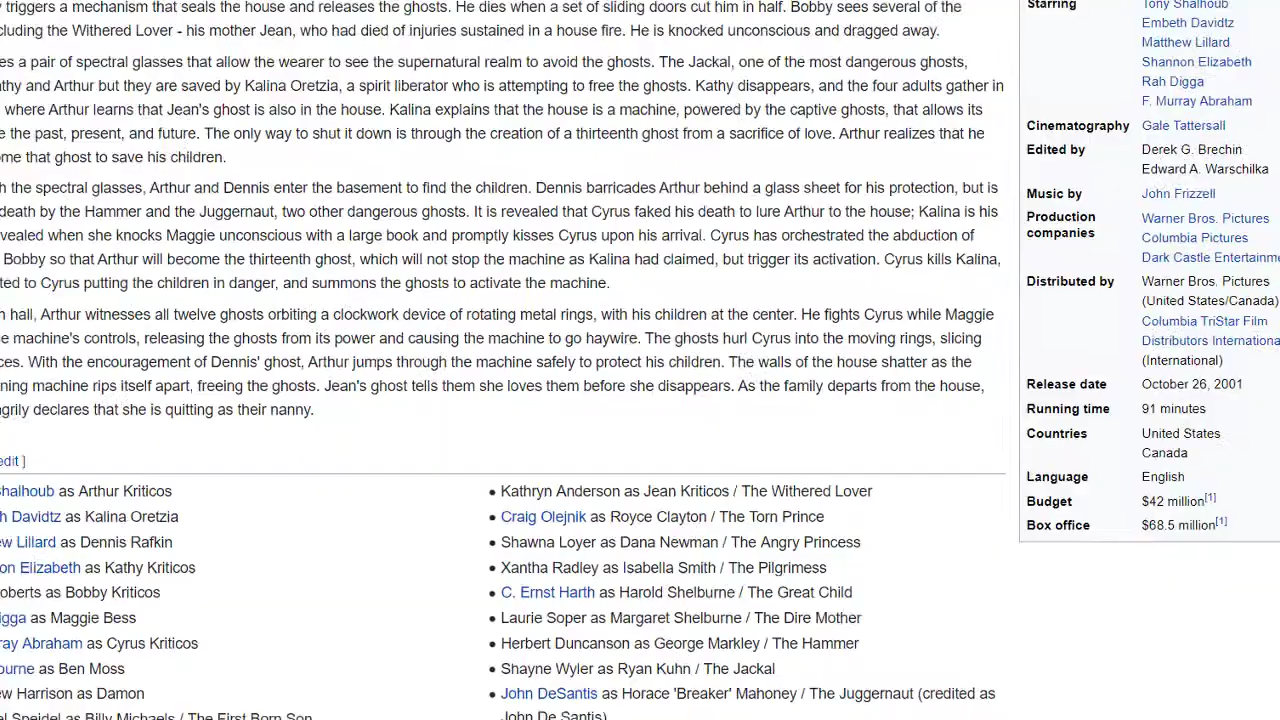 triggers a mechanism that seals the house and releases the ghosts. He dies when a set of sliding doors cut him in half. Bobby sees several of the
cluding the Withered Lover - his mother Jean, who had died of injuries sustained in a house fire. He is knocked unconscious and dragged away.
es a pair of spectral glasses that allow the wearer to see the supernatural realm to avoid the ghosts. The Jackal, one of the most dangerous ghosts,
thy and Arthur but they are saved by Kalina Oretzia, a spirit liberator who is attempting to free the ghosts. Kathy disappears, and the four adults gather in
where Arthur learns that Jean's ghost is also in the house. Kalina explains that the house is a machine, powered by the captive ghosts, that allows its
e the past, present, and future. The only way to shut it down is through the creation of a thirteenth ghost from a sacrifice of love. Arthur realizes that he
ome that ghost to save his children.
h the spectral glasses, Arthur and Dennis enter the basement to find the children. Dennis barricades Arthur behind a glass sheet for his protection, but is
death by the Hammer and the Juggernaut, two other dangerous ghosts. It is revealed that Cyrus faked his death to lure Arthur to the house; Kalina is his
vealed when she knocks Maggie unconscious with a large book and promptly kisses Cyrus upon his arrival. Cyrus has orchestrated the abduction of
Bobby so that Arthur will become the thirteenth ghost, which will not stop the machine as Kalina had claimed, but trigger its activation. Cyrus kills Kalina,
ted to Cyrus putting the children in danger, and summons the ghosts to activate the machine.
n hall, Arthur witnesses all twelve ghosts orbiting a clockwork device of rotating metal rings, with his children at the center. He fights Cyrus while Maggie
e machine's controls, releasing the ghosts from its power and causing the machine to go haywire. The ghosts hurl Cyrus into the moving rings, slicing
ces. With the encouragement of Dennis' ghost, Arthur jumps through the machine safely to protect his children. The walls of the house shatter as the
ning machine rips itself apart, freeing the ghosts. Jean's ghost tells them she loves them before she disappears. As the family departs from the house,
ngrily declares that she is quitting as their nanny.
edit ]
Shalhoub as Arthur Kriticos
h Davidtz as Kalina Oretzia
ew Lillard as Dennis Rafkin
on Elizabeth as Kathy Kriticos
oberts as Bobby Kriticos
igga as Maggie Bess
ray Abraham as Cyrus Kriticos
ourne as Ben Moss
ew Harrison as Damon
el Speidel as Billy Michaels / The First Born Son
• Kathryn Anderson as Jean Kriticos / The Withered Lover
• Craig Olejnik as Royce Clayton / The Torn Prince
• Shawna Loyer as Dana Newman / The Angry Princess
• Xantha Radley as Isabella Smith / The Pilgrimess
• C. Ernst Harth as Harold Shelburne / The Great Child
• Laurie Soper as Margaret Shelburne / The Dire Mother
• Herbert Duncanson as George Markley / The Hammer
• Shayne Wyler as Ryan Kuhn / The Jackal
• John DeSantis as Horace 'Breaker' Mahoney / The Juggernaut (credited as
John De Santis)
Starring Tony Shalhoub
Embeth Davidtz
Matthew Lillard
Shannon Elizabeth
Rah Digga
F. Murray Abraham
Cinematography Gale Tattersall
Edited by Derek G. Brechin
Edward A. Warschilka
Music by John Frizzell
Production companies Warner Bros. Pictures
Columbia Pictures
Dark Castle Entertainme
Distributed by Warner Bros. Pictures
(United States/Canada)
Columbia TriStar Film
Distributors Internationa
(International)
Release date October 26, 2001
Running time 91 minutes
Countries United States
Canada
Language English
Budget $42 million[1]
Box office $68.5 million[1]